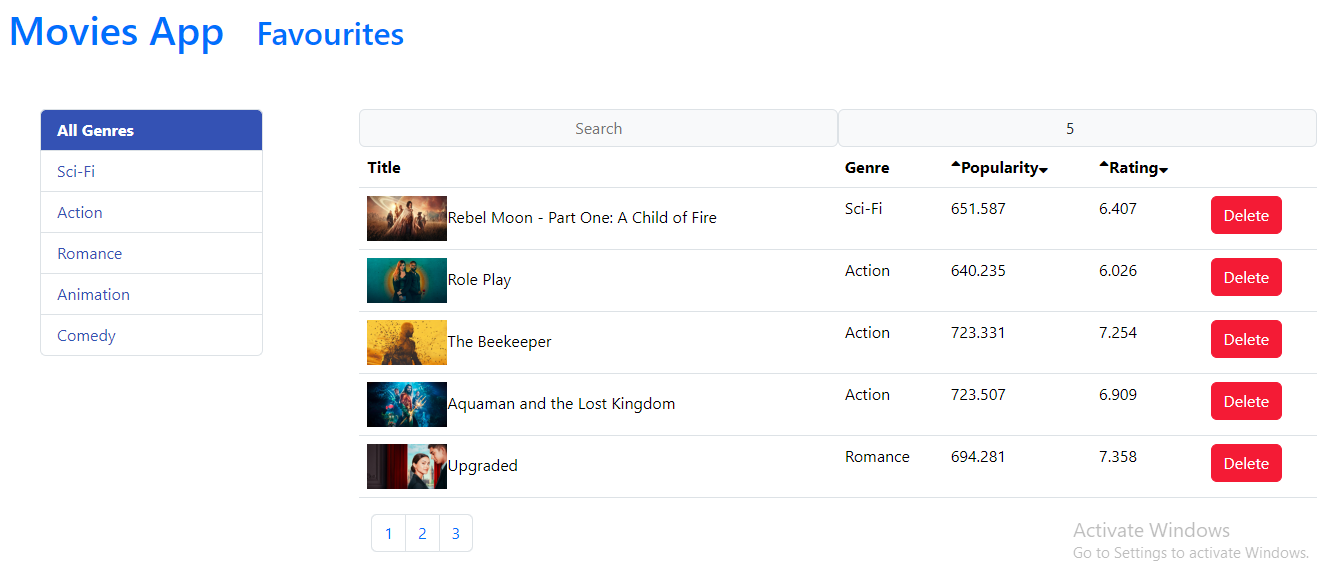 Movies App Favourites
All Genres
Sci-Fi
Action
Romance
Animation
Comedy
Search 5
Title Genre Popularity Rating
Rebel Moon - Part One: A Child of Fire Sci-Fi 651.587 6.407 Delete
Role Play Action 640.235 6.026 Delete
The Beekeeper Action 723.331 7.254 Delete
Aquaman and the Lost Kingdom Action 723.507 6.909 Delete
Upgraded Romance 694.281 7.358 Delete
1 2 3
Activate Windows
Go to Settings to activate Windows.